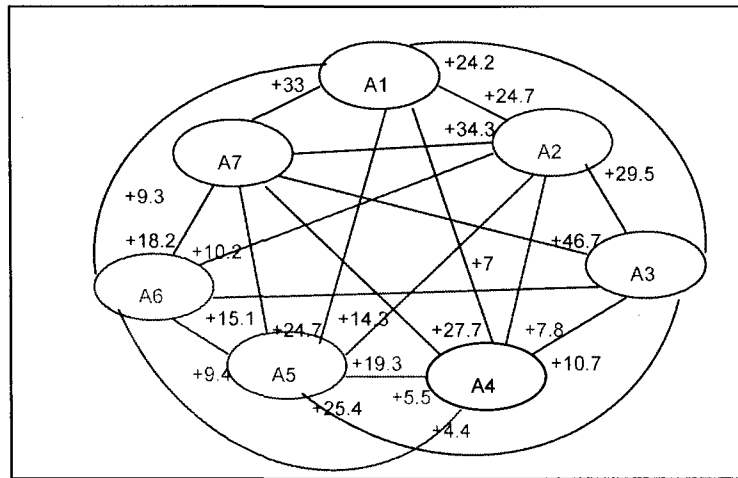 +24.2
+33 A1
+24.7
+34.3
A7 A2
+29.5
+9.3
+18.2 +10.2 +46.7
+7
A6 A3
+15.1 +24.7 +14.3 +27.7 +7.8
+9.4 A5 +19.3 A4 +10.7
+25.4 +5.5
+4.4